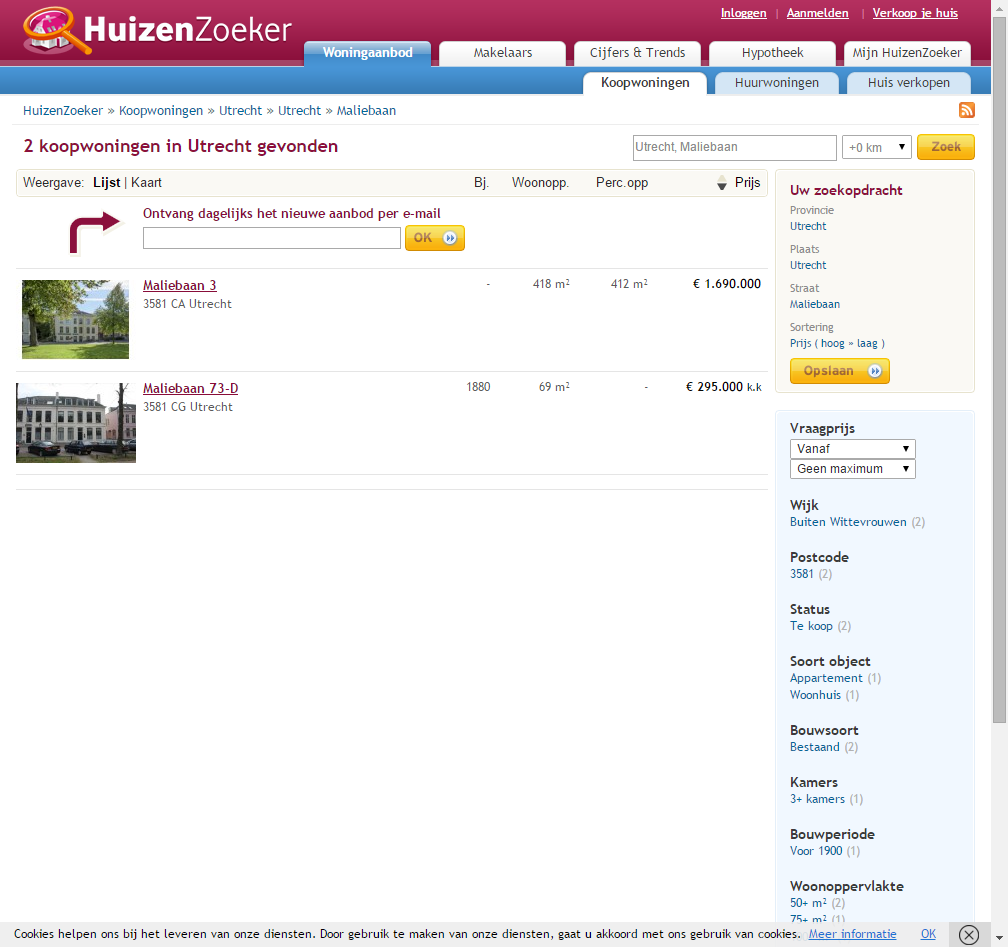 Inloggen | Aanmelden | Verkoop je huis
HuizenZoeker
Woningaanbod Makelaars Cijfers & Trends Hypotheek Mijn HuizenZoeker
Koopwoningen Huurwoningen Huis verkopen
HuizenZoeker » Koopwoningen » Utrecht » Utrecht » Maliebaan
2 koopwoningen in Utrecht gevonden
Utrecht, Maliebaan +0 km Zoek
Weergave: Lijst | Kaart Bj. Woonopp. Perc.opp Prijs
Ontvang dagelijks het nieuwe aanbod per e-mail
OK
Maliebaan 3 - 418 m² 412 m² € 1.690.000
3581 CA Utrecht
Maliebaan 73-D 1880 69 m² - € 295.000 k.k
3581 CG Utrecht
Uw zoekopdracht
Provincie
Utrecht
Plaats
Utrecht
Straat
Maliebaan
Sortering
Prijs ( hoog » laag )
Opslaan
Vraagprijs
Vanaf
Geen maximum
Wijk
Buiten Wittevrouwen (2)
Postcode
3581 (2)
Status
Te koop (2)
Soort object
Appartement (1)
Woonhuis (1)
Bouwsoort
Bestaand (2)
Kamers
3+ kamers (1)
Bouwperiode
Voor 1900 (1)
Woonoppervlakte
50+ m² (2)
75+ m² (1)
Cookies helpen ons bij het leveren van onze diensten. Door gebruik te maken van onze diensten, gaat u akkoord met ons gebruik van cookies. Meer informatie OK